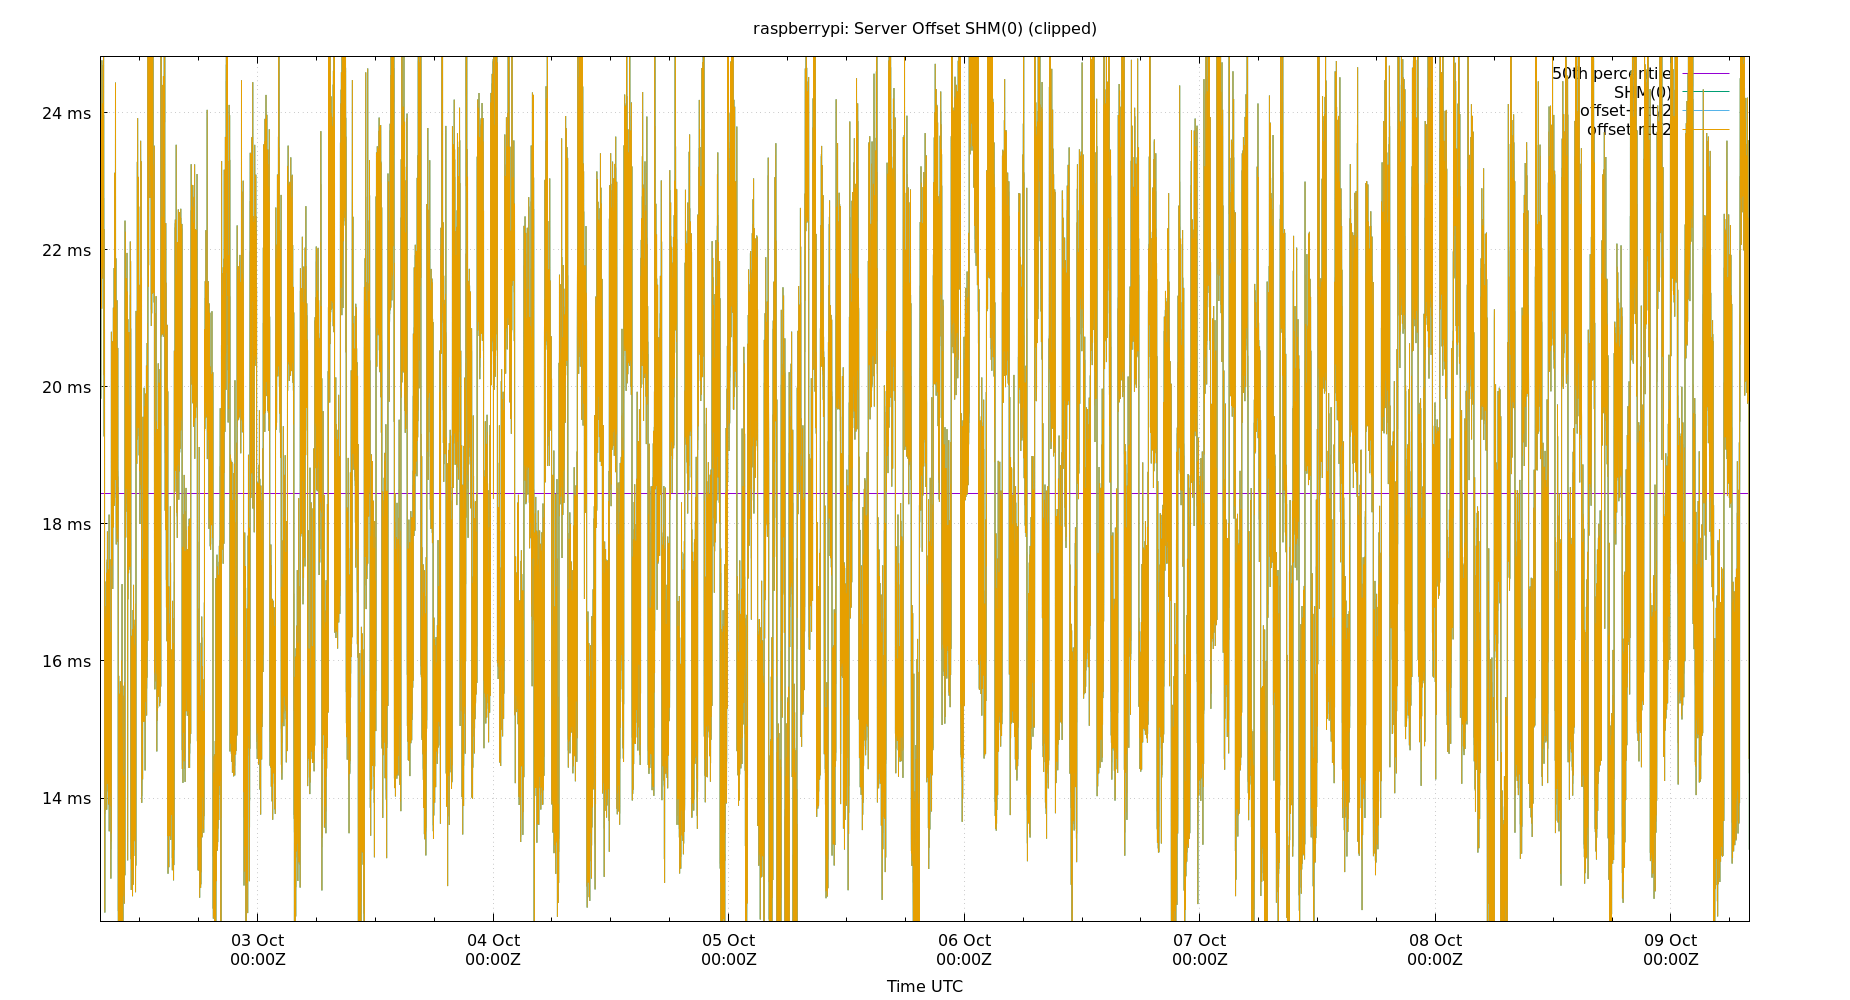 raspberrypi: Server Offset SHM(0) (clipped)
50th percentile
SHM(0)
offset+rtt/2
offset-rtt/2
24 ms
22 ms
20 ms
18 ms
16 ms
14 ms
03 Oct
00:00Z
04 Oct
00:00Z
05 Oct
00:00Z
06 Oct
00:00Z
07 Oct
00:00Z
08 Oct
00:00Z
09 Oct
00:00Z
Time UTC